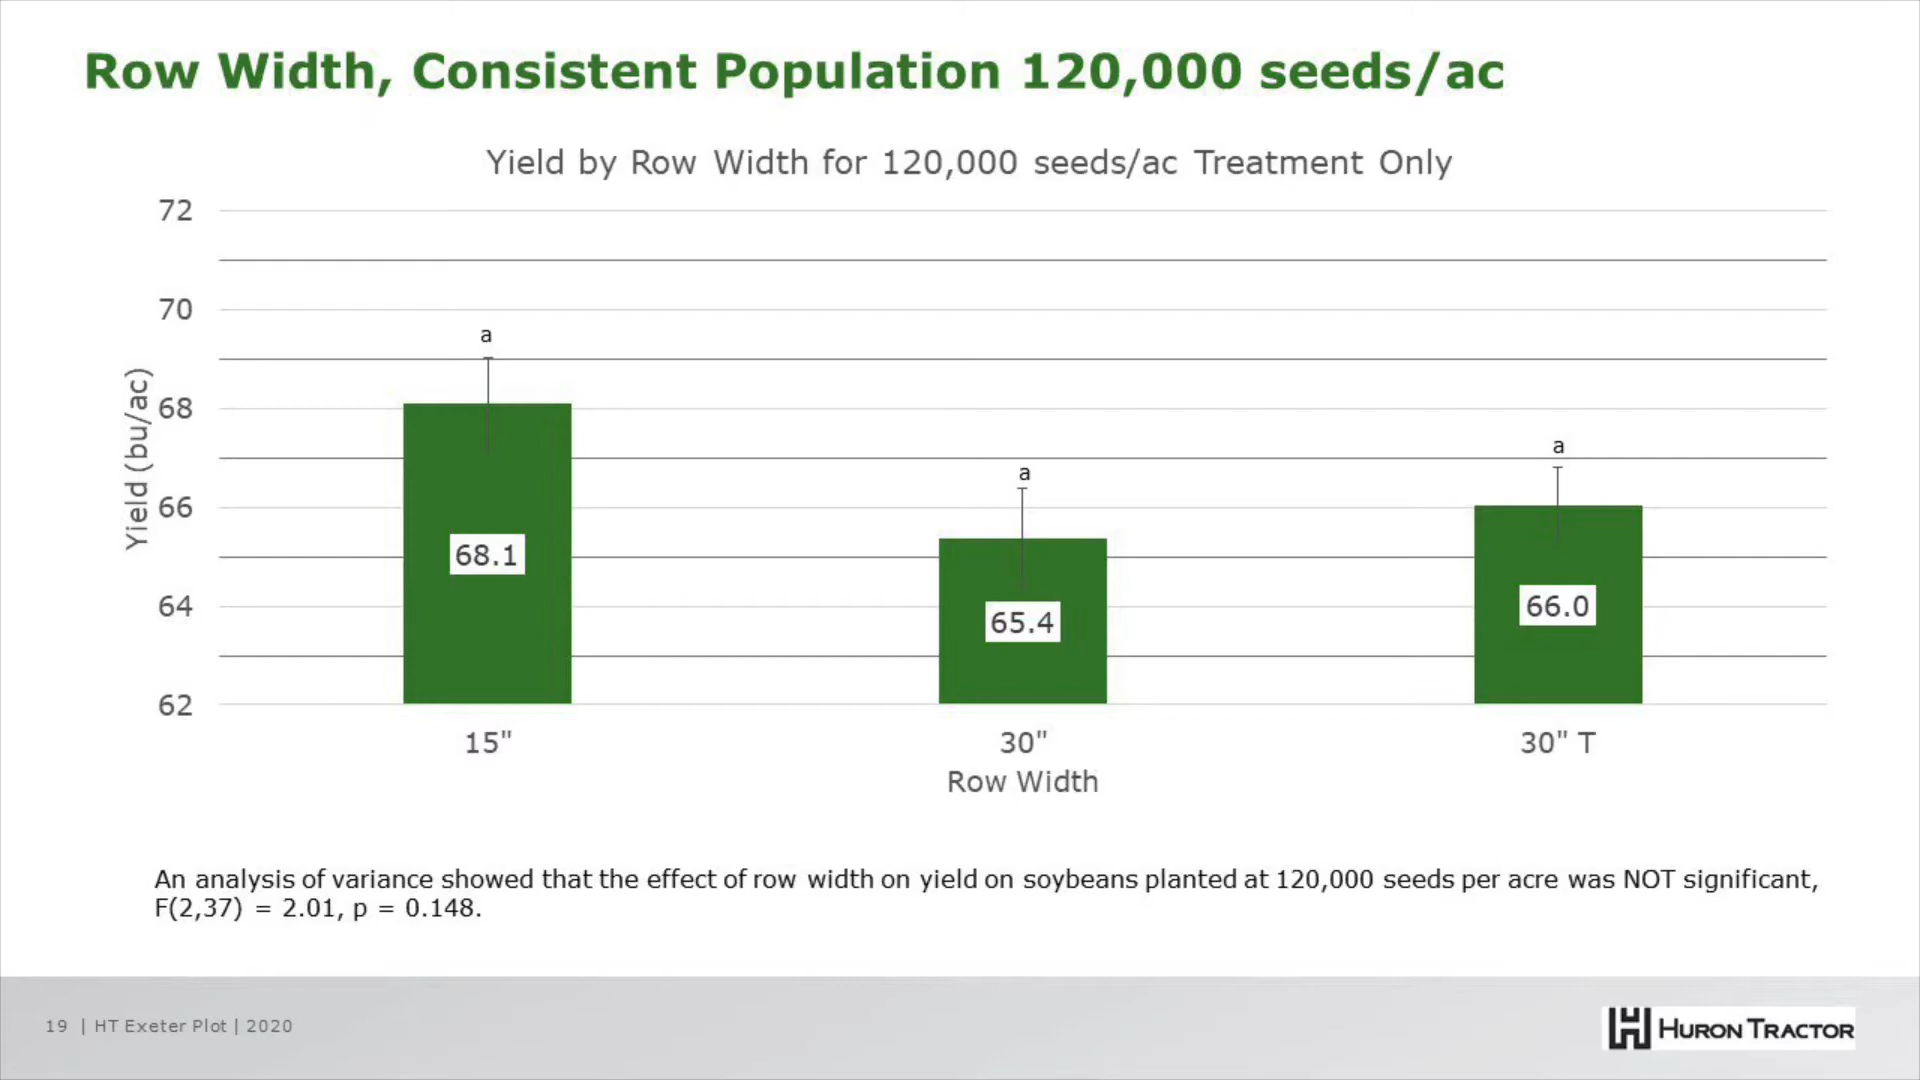 Row Width, Consistent Population 120,000 seeds/ac
Yield by Row Width for 120,000 seeds/ac Treatment Only
72
70
68
66
64
62
Yield (bu/ac)
a
a
a
68.1
65.4
66.0
15"
30"
30" T
Row Width
An analysis of variance showed that the effect of row width on yield on soybeans planted at 120,000 seeds per acre was NOT significant,
F(2,37) = 2.01, p = 0.148.
19 | HT Exeter Plot | 2020
HURON TRACTOR